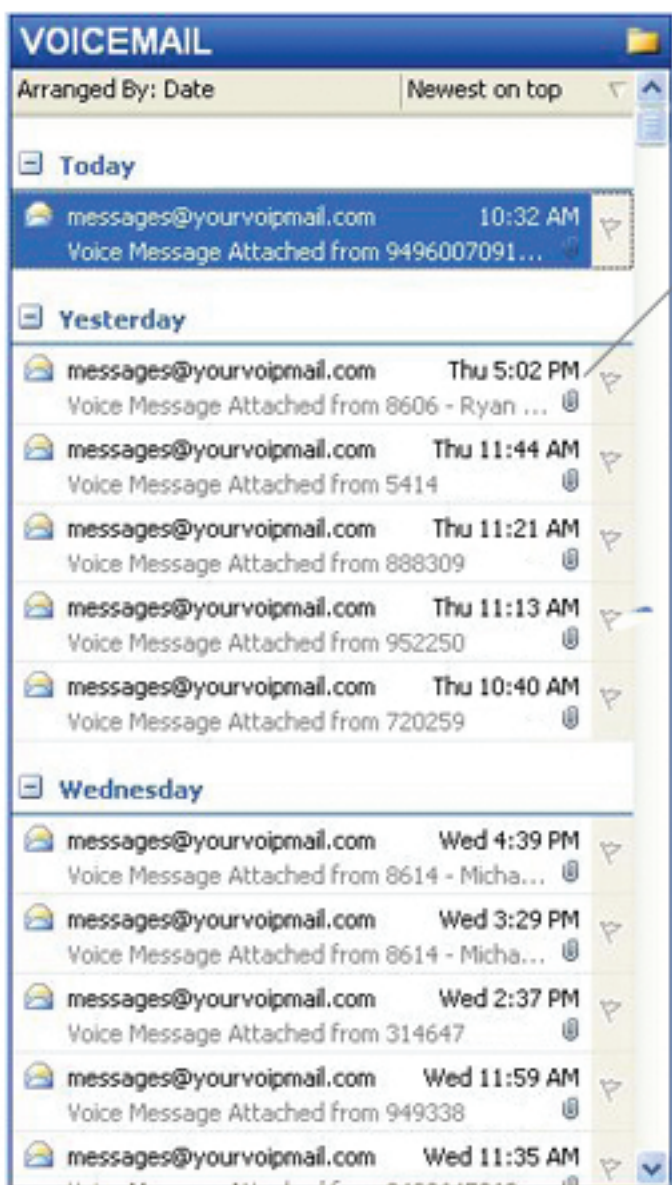 VOICEMAIL
Arranged By: Date Newest on top
Today
messages@yourvoipmail.com 10:32 AM
Voice Message Attached from 9496007091...
Yesterday
messages@yourvoipmail.com Thu 5:02 PM
Voice Message Attached from 8606 - Ryan ...
messages@yourvoipmail.com Thu 11:44 AM
Voice Message Attached from 5414
messages@yourvoipmail.com Thu 11:21 AM
Voice Message Attached from 888309
messages@yourvoipmail.com Thu 11:13 AM
Voice Message Attached from 952250
messages@yourvoipmail.com Thu 10:40 AM
Voice Message Attached from 720259
Wednesday
messages@yourvoipmail.com Wed 4:39 PM
Voice Message Attached from 8614 - Micha...
messages@yourvoipmail.com Wed 3:29 PM
Voice Message Attached from 8614 - Micha...
messages@yourvoipmail.com Wed 2:37 PM
Voice Message Attached from 314647
messages@yourvoipmail.com Wed 11:59 AM
Voice Message Attached from 949338
messages@yourvoipmail.com Wed 11:35 AM